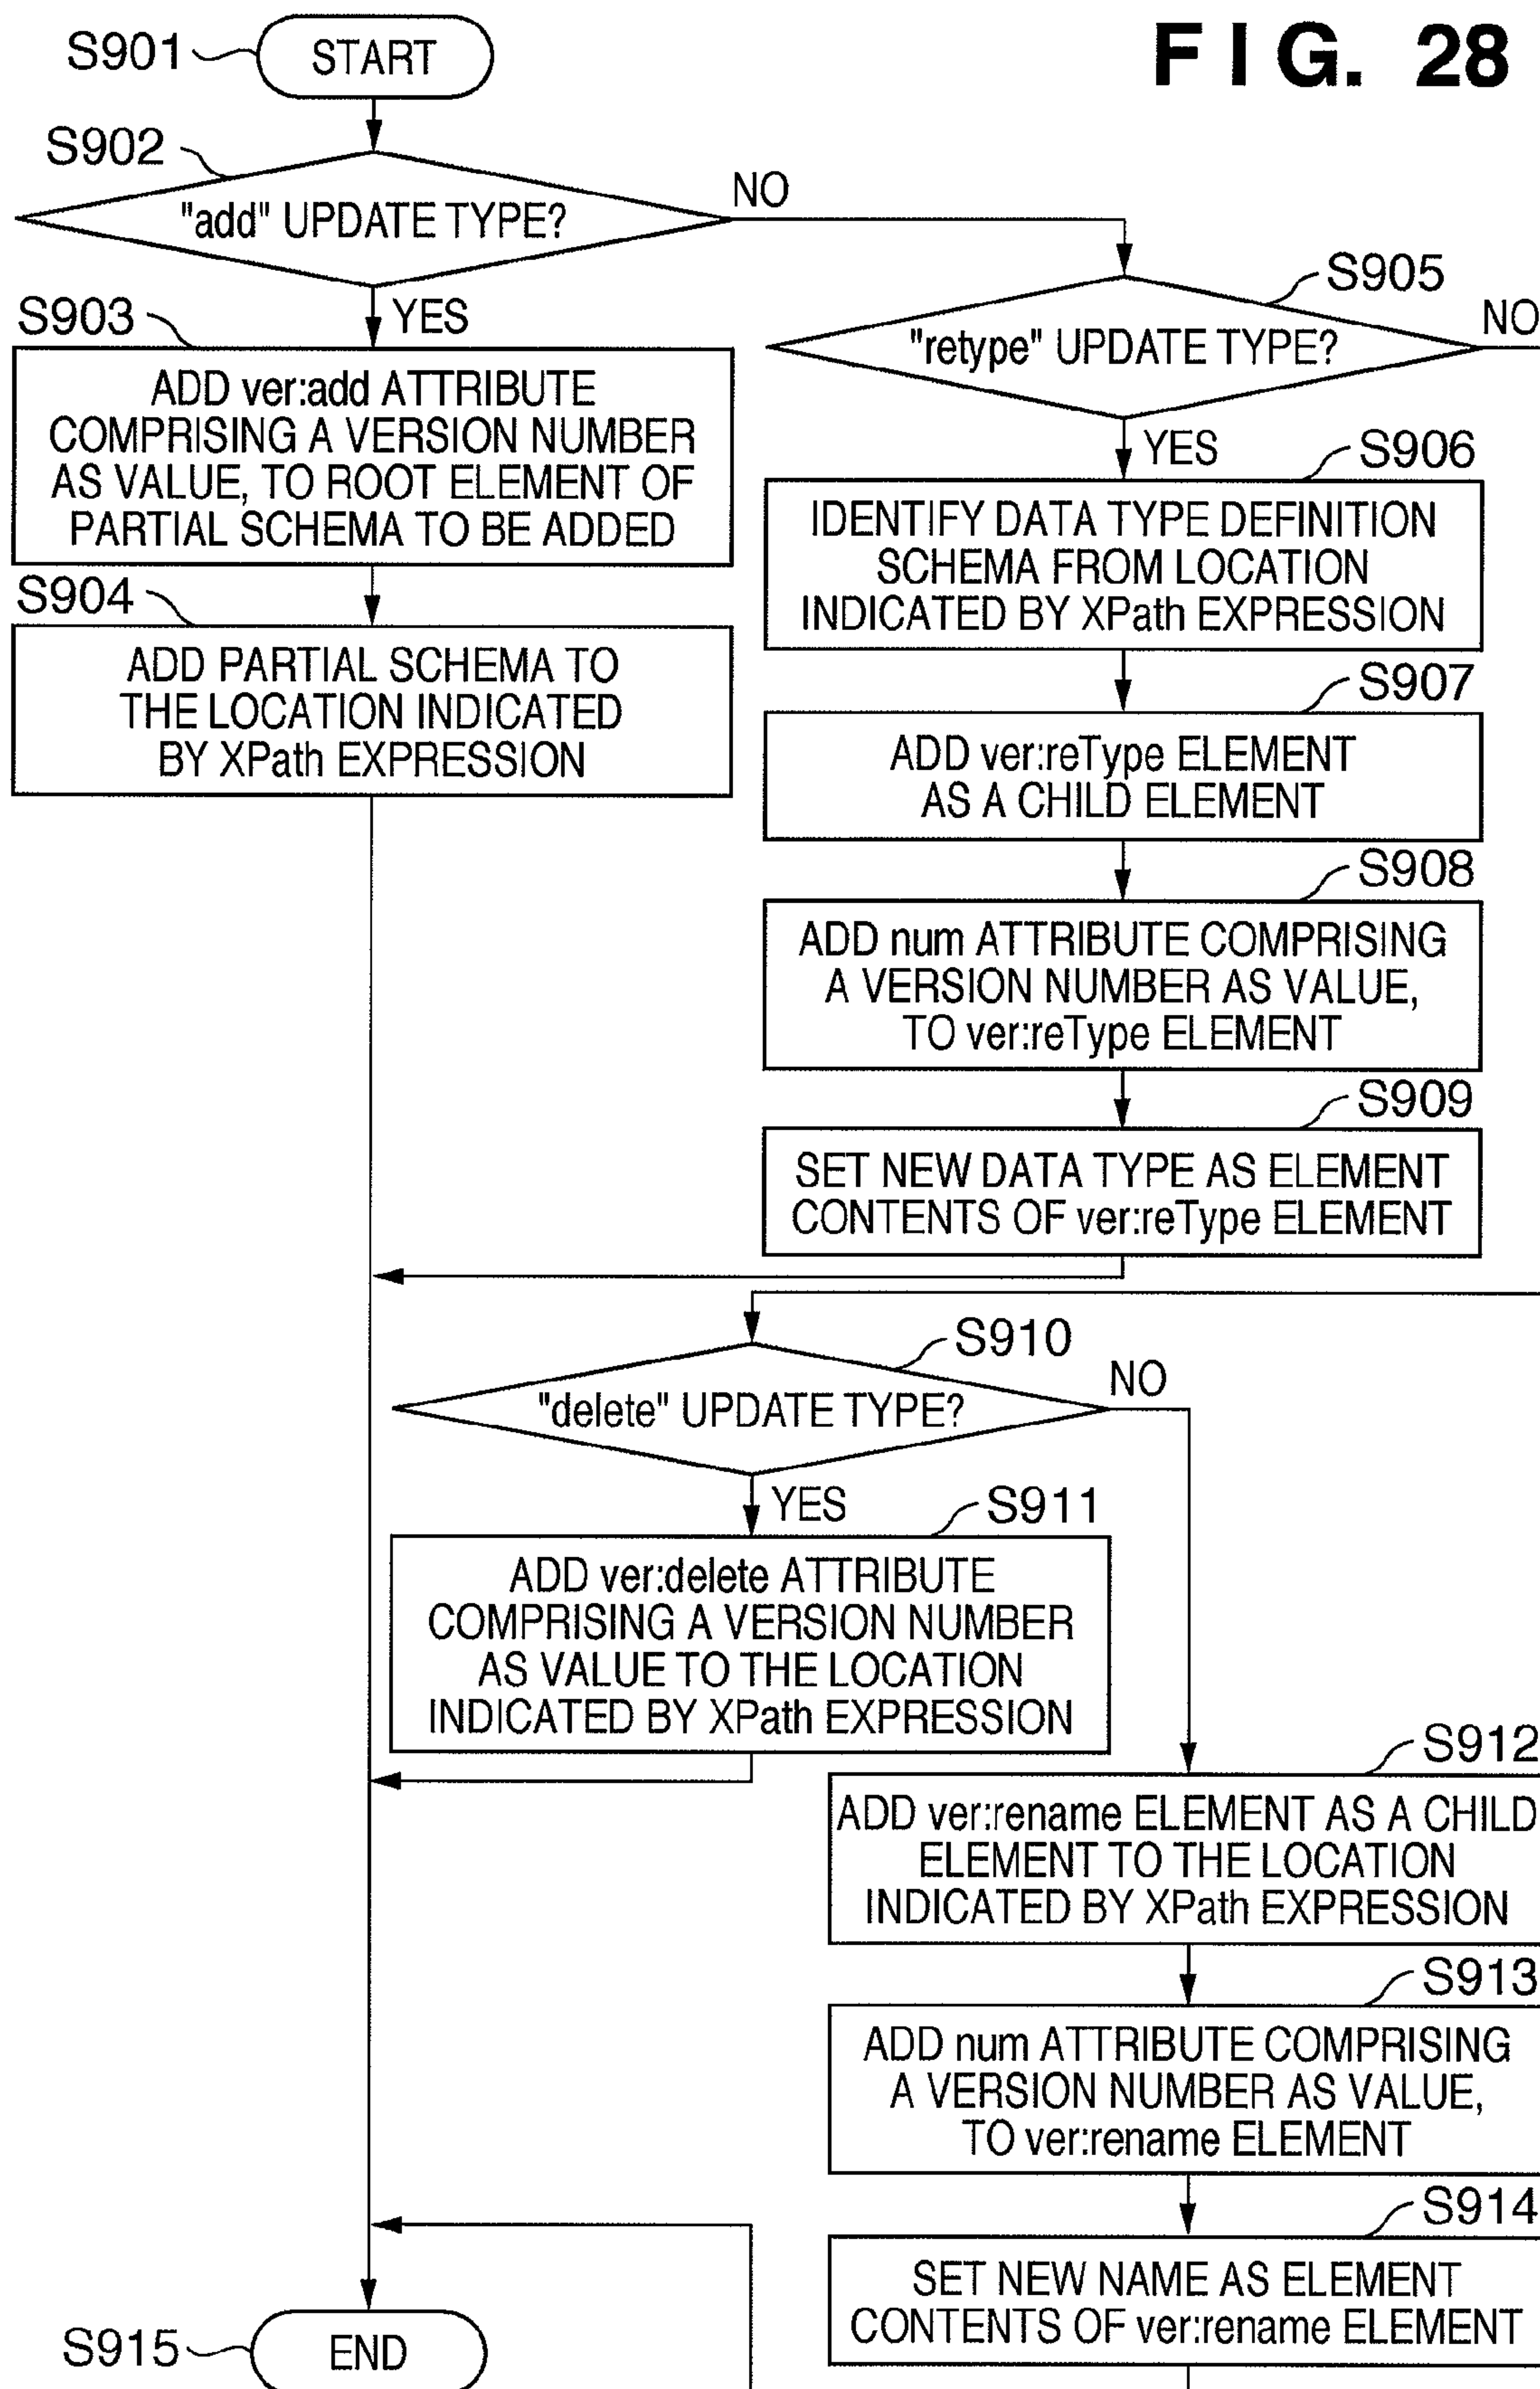 FIG. 28
S901
START
S902
"add" UPDATE TYPE?
NO
YES
S903
ADD ver:add ATTRIBUTE
COMPRISING A VERSION NUMBER
AS VALUE, TO ROOT ELEMENT OF
PARTIAL SCHEMA TO BE ADDED
S904
ADD PARTIAL SCHEMA TO
THE LOCATION INDICATED
BY XPath EXPRESSION
S905
"retype" UPDATE TYPE?
NO
YES
S906
IDENTIFY DATA TYPE DEFINITION
SCHEMA FROM LOCATION
INDICATED BY XPath EXPRESSION
S907
ADD ver:reType ELEMENT
AS A CHILD ELEMENT
S908
ADD num ATTRIBUTE COMPRISING
A VERSION NUMBER AS VALUE,
TO ver:reType ELEMENT
S909
SET NEW DATA TYPE AS ELEMENT
CONTENTS OF ver:reType ELEMENT
S910
"delete" UPDATE TYPE?
NO
YES
S911
ADD ver:delete ATTRIBUTE
COMPRISING A VERSION NUMBER
AS VALUE TO THE LOCATION
INDICATED BY XPath EXPRESSION
S912
ADD ver:rename ELEMENT AS A CHILD
ELEMENT TO THE LOCATION
INDICATED BY XPath EXPRESSION
S913
ADD num ATTRIBUTE COMPRISING
A VERSION NUMBER AS VALUE,
TO ver:rename ELEMENT
S914
SET NEW NAME AS ELEMENT
CONTENTS OF ver:rename ELEMENT
S915
END